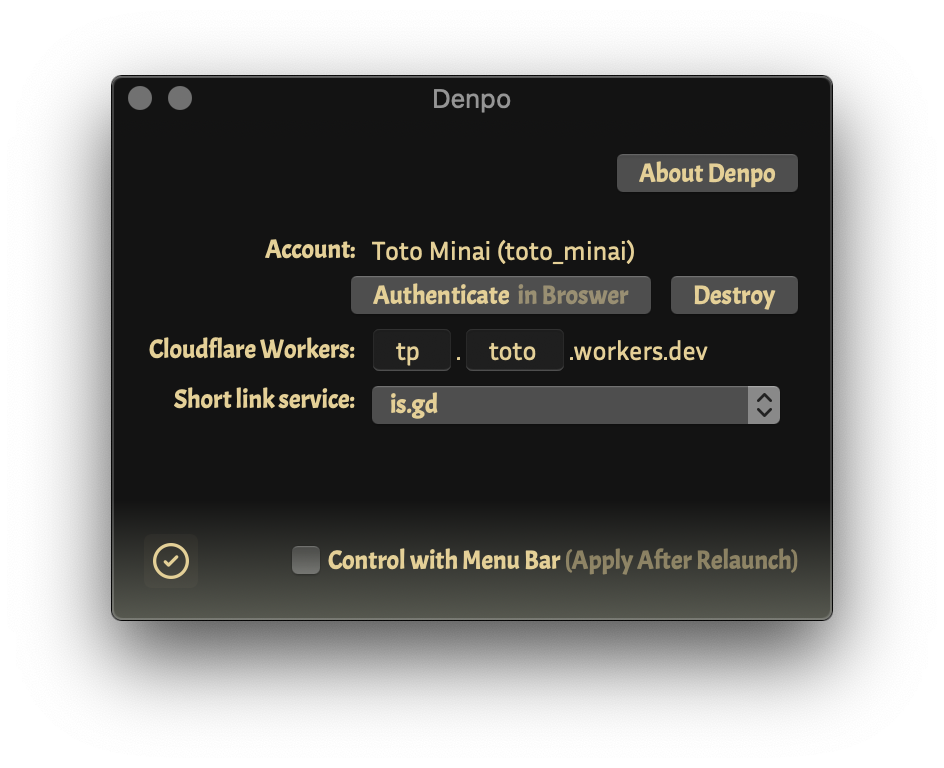 Denpo
About Denpo
Account: Toto Minai (toto_minai)
Authenticate in Broswer Destroy
Cloudflare Workers: tp . toto .workers.dev
Short link service: is.gd
Control with Menu Bar (Apply After Relaunch)